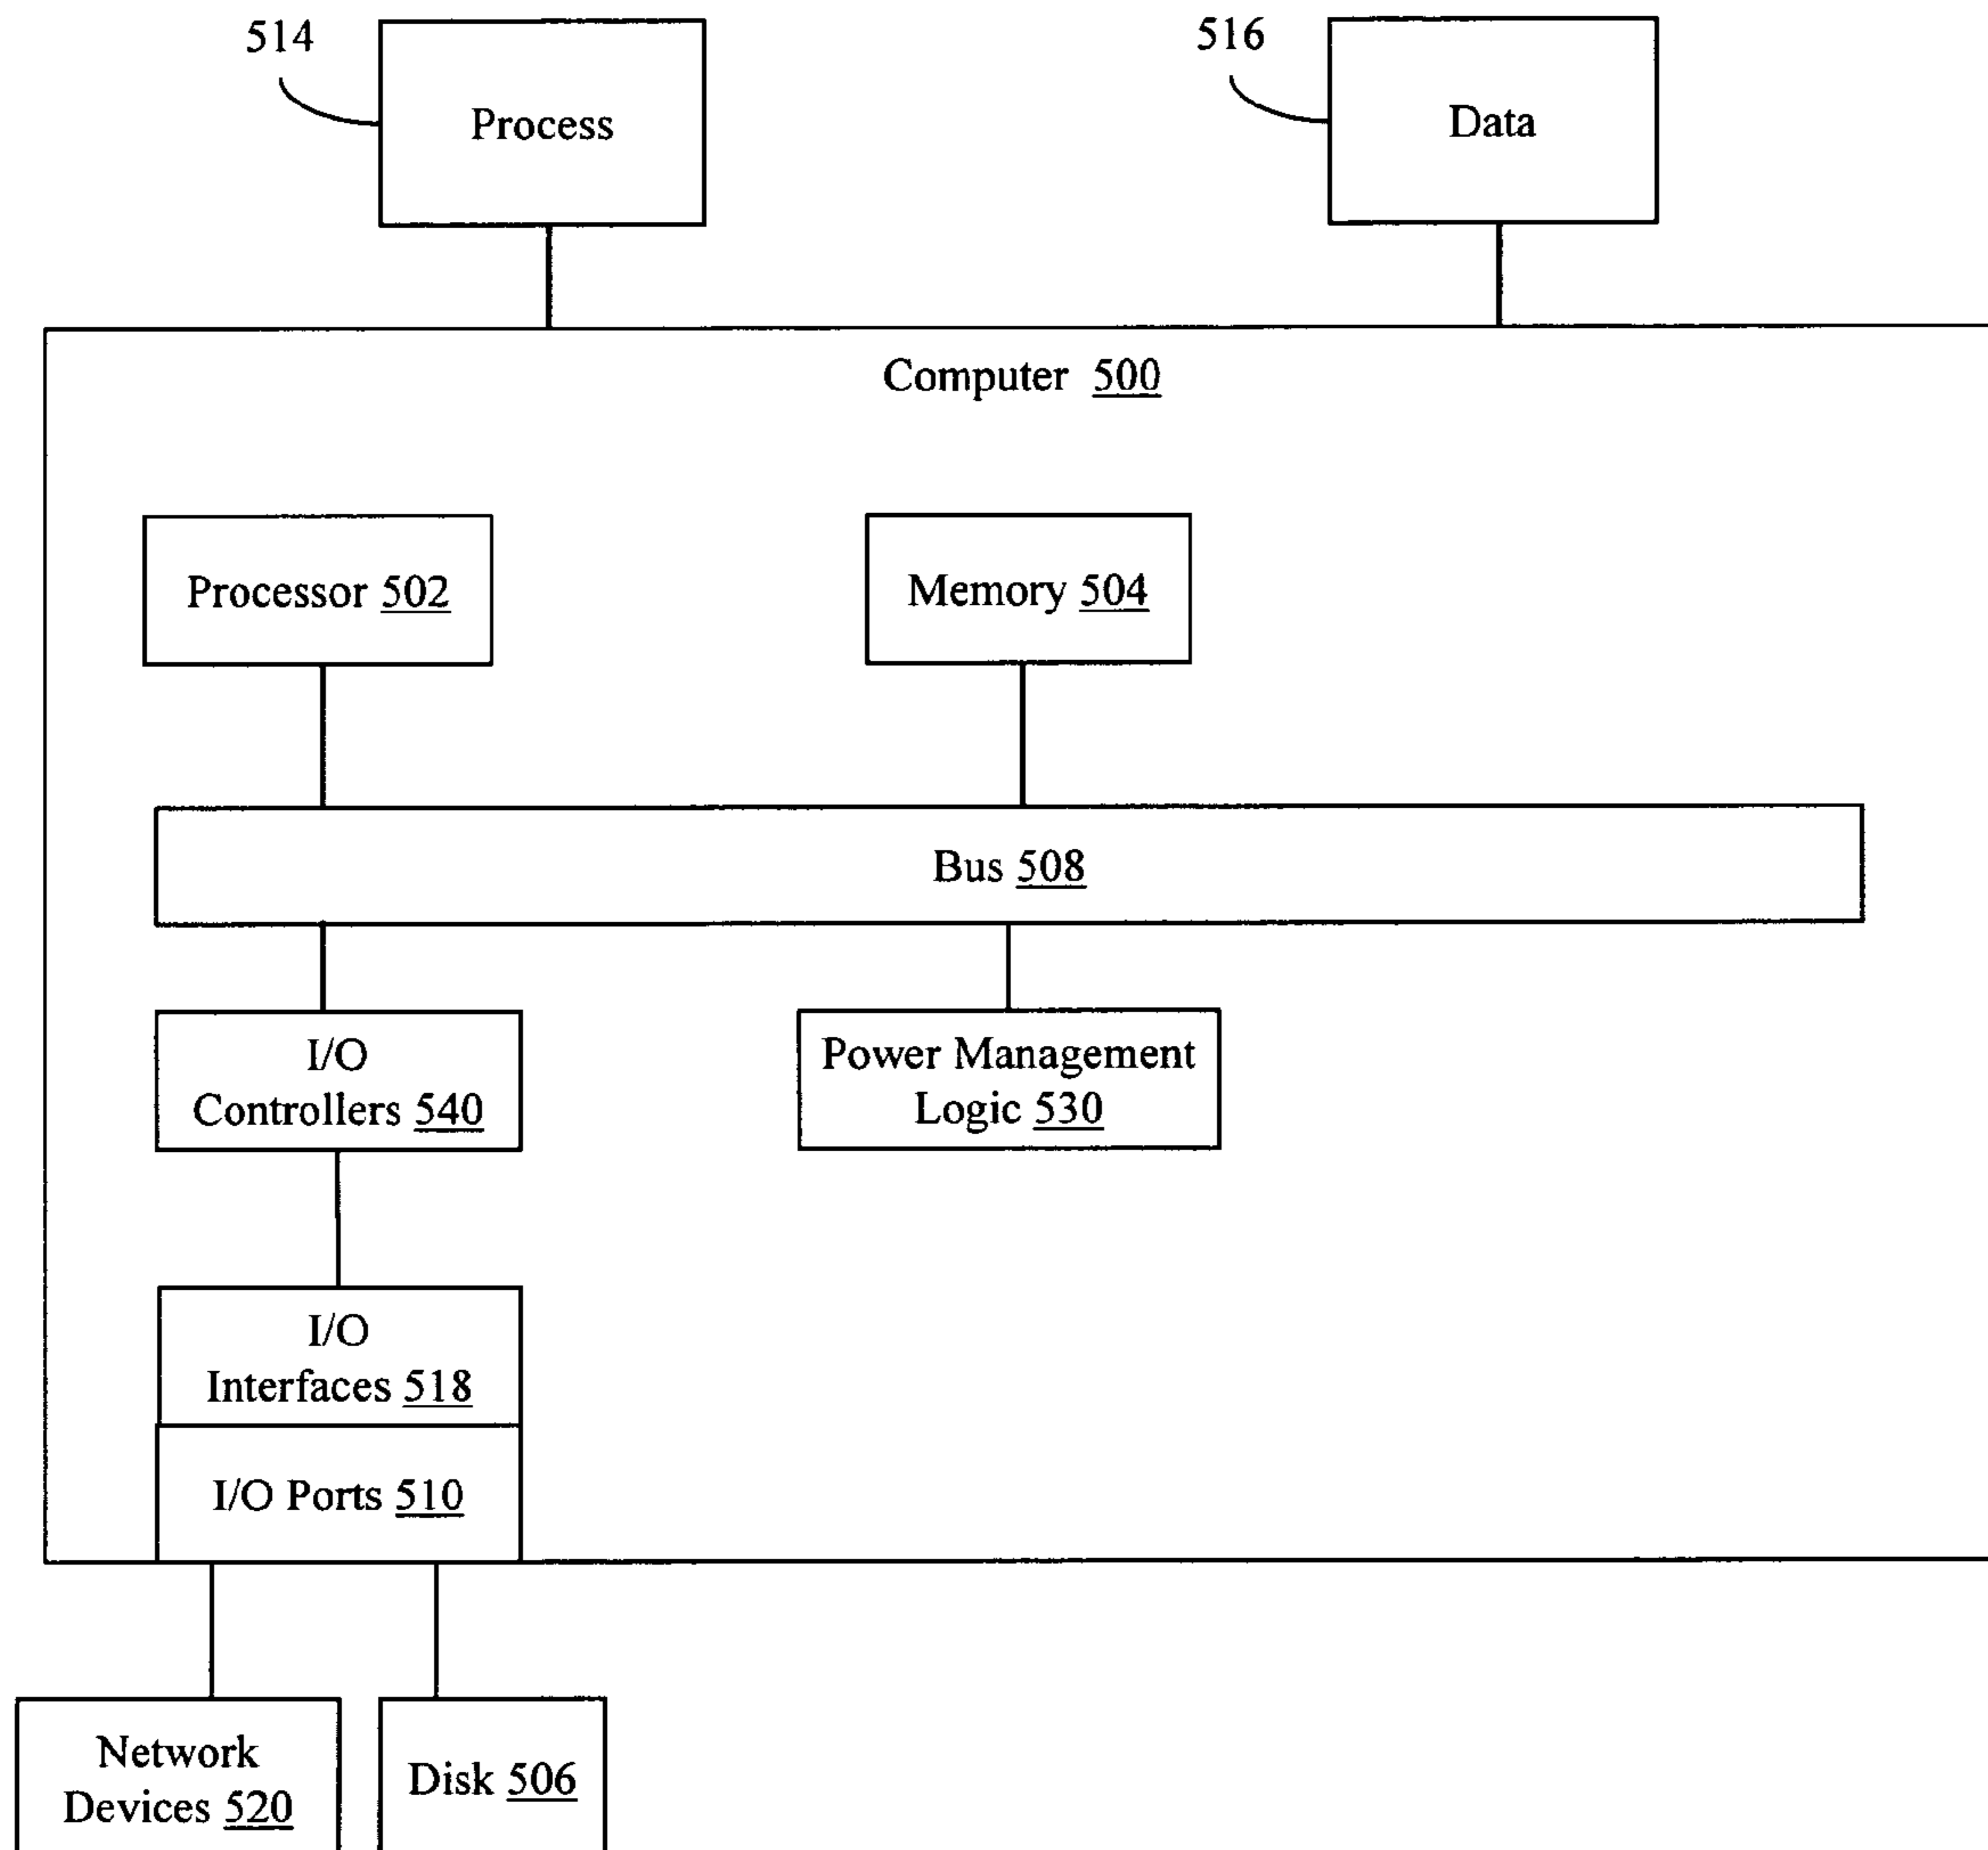 514
516
Process
Data
Computer 500
Processor 502
Memory 504
Bus 508
I/O
Controllers 540
Power Management
Logic 530
I/O
Interfaces 518
I/O Ports 510
Network
Devices 520
Disk 506